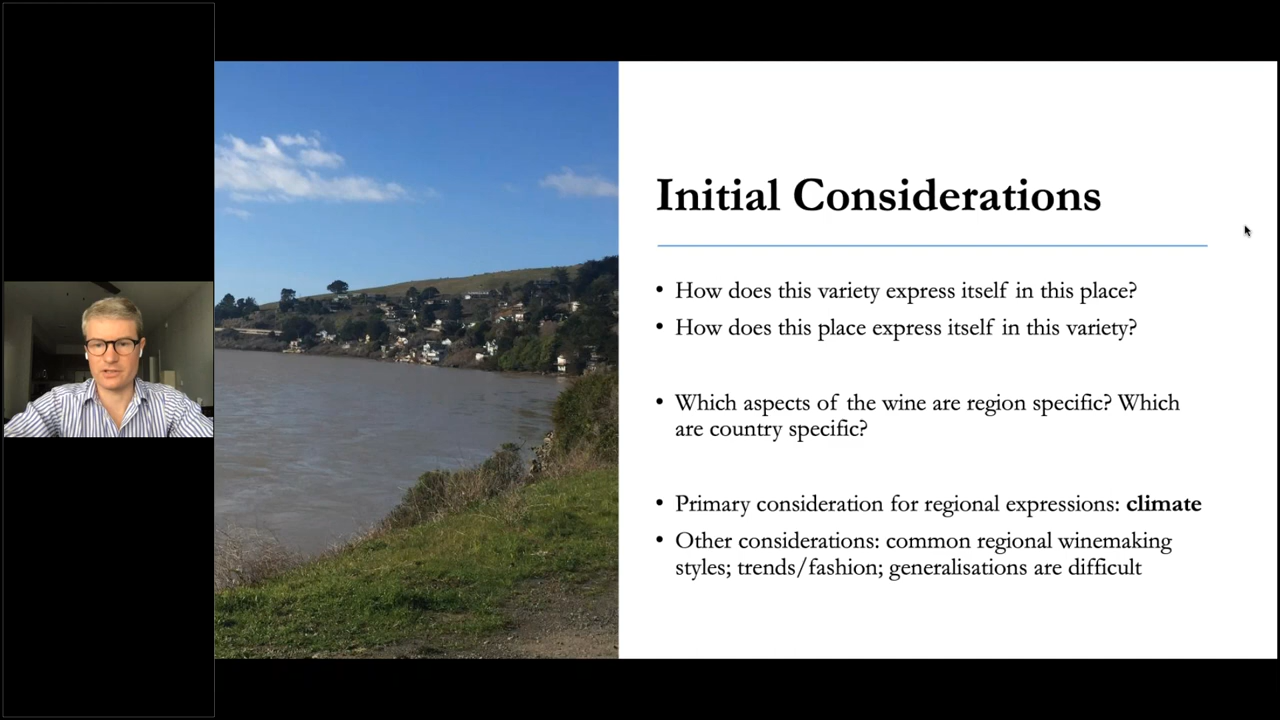 Initial Considerations
• How does this variety express itself in this place?
• How does this place express itself in this variety?
• Which aspects of the wine are region specific? Which
are country specific?
• Primary consideration for regional expressions: climate
• Other considerations: common regional winemaking
styles; trends/fashion; generalisations are difficult